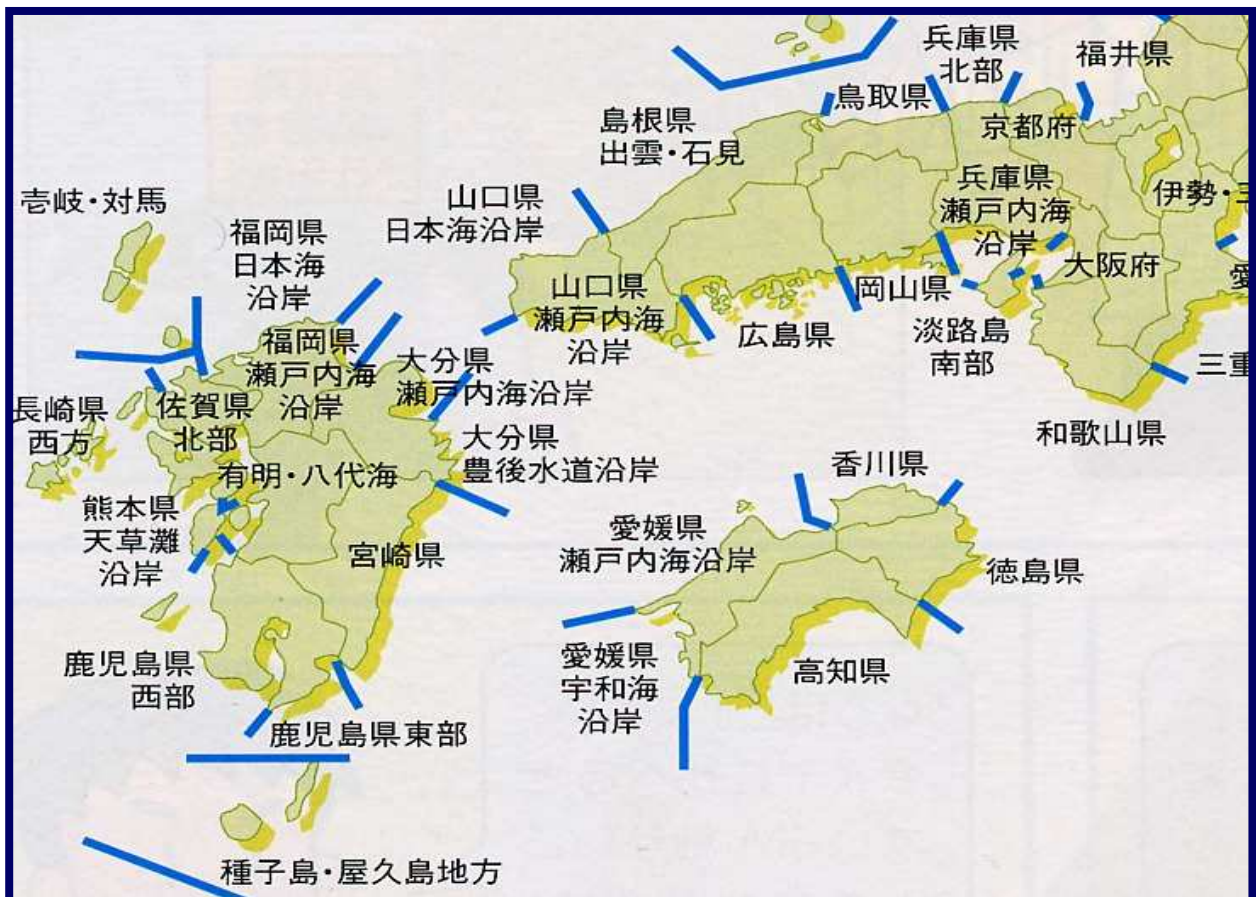 兵庫県
北部
福井県
鳥取県
京都府
島根県
出雲・石見
兵庫県
瀬戸内海
沿岸
伊勢・三
山口県
日本海沿岸
壱岐・対馬
福岡県
日本海
沿岸
大阪府
愛
山口県
瀬戸内海
沿岸
岡山県
広島県
淡路島
南部
三重
福岡県
瀬戸内海
沿岸
大分県
瀬戸内海沿岸
長崎県
西方
佐賀県
北部
和歌山県
大分県
豊後水道沿岸
有明・八代海
香川県
熊本県
天草灘
沿岸
愛媛県
瀬戸内海沿岸
宮崎県
徳島県
鹿児島県
西部
愛媛県
宇和海
沿岸
高知県
鹿児島県東部
種子島・屋久島地方